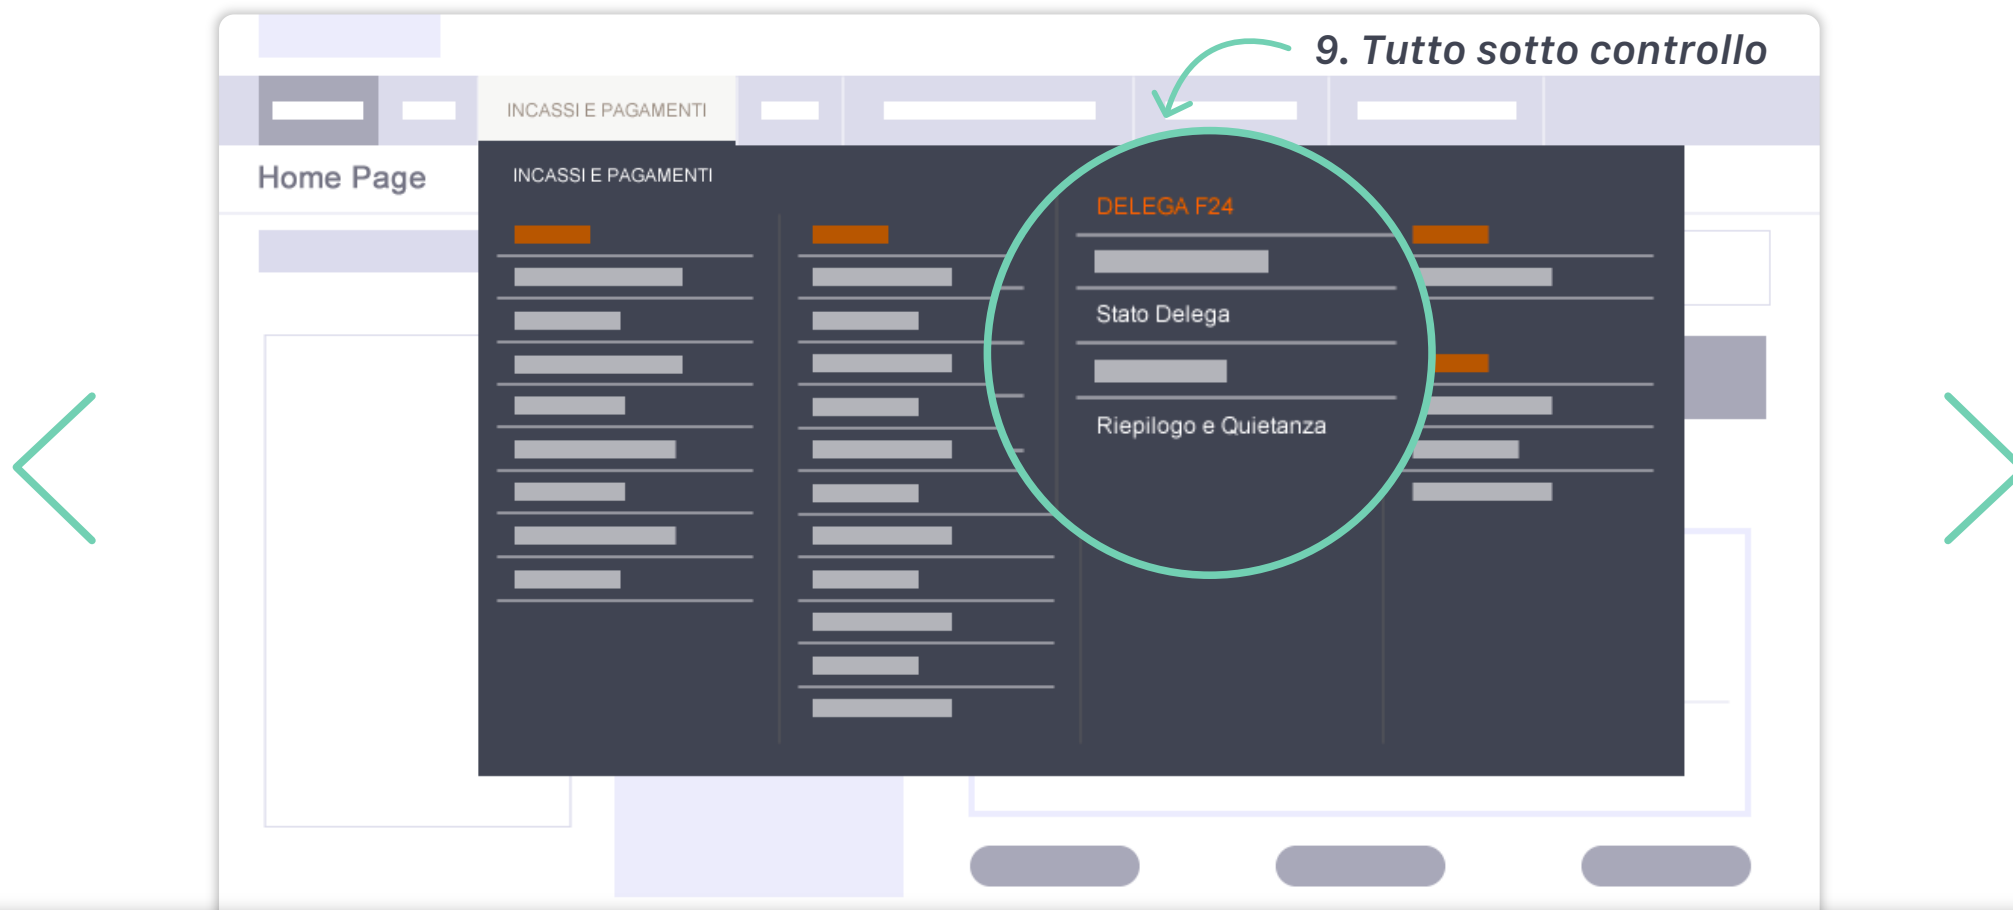 9. Tutto sotto controllo
INCASSI E PAGAMENTI
Home Page
INCASSI E PAGAMENTI
DELEGA F24
Stato Delega
Riepilogo e Quietanza